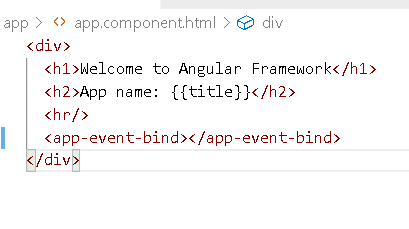 app > app.component.html > div
<div>
<h1>Welcome to Angular Framework</h1>
<h2>App name: {{title}}</h2>
<hr/>
<app-event-bind></app-event-bind>
</div>